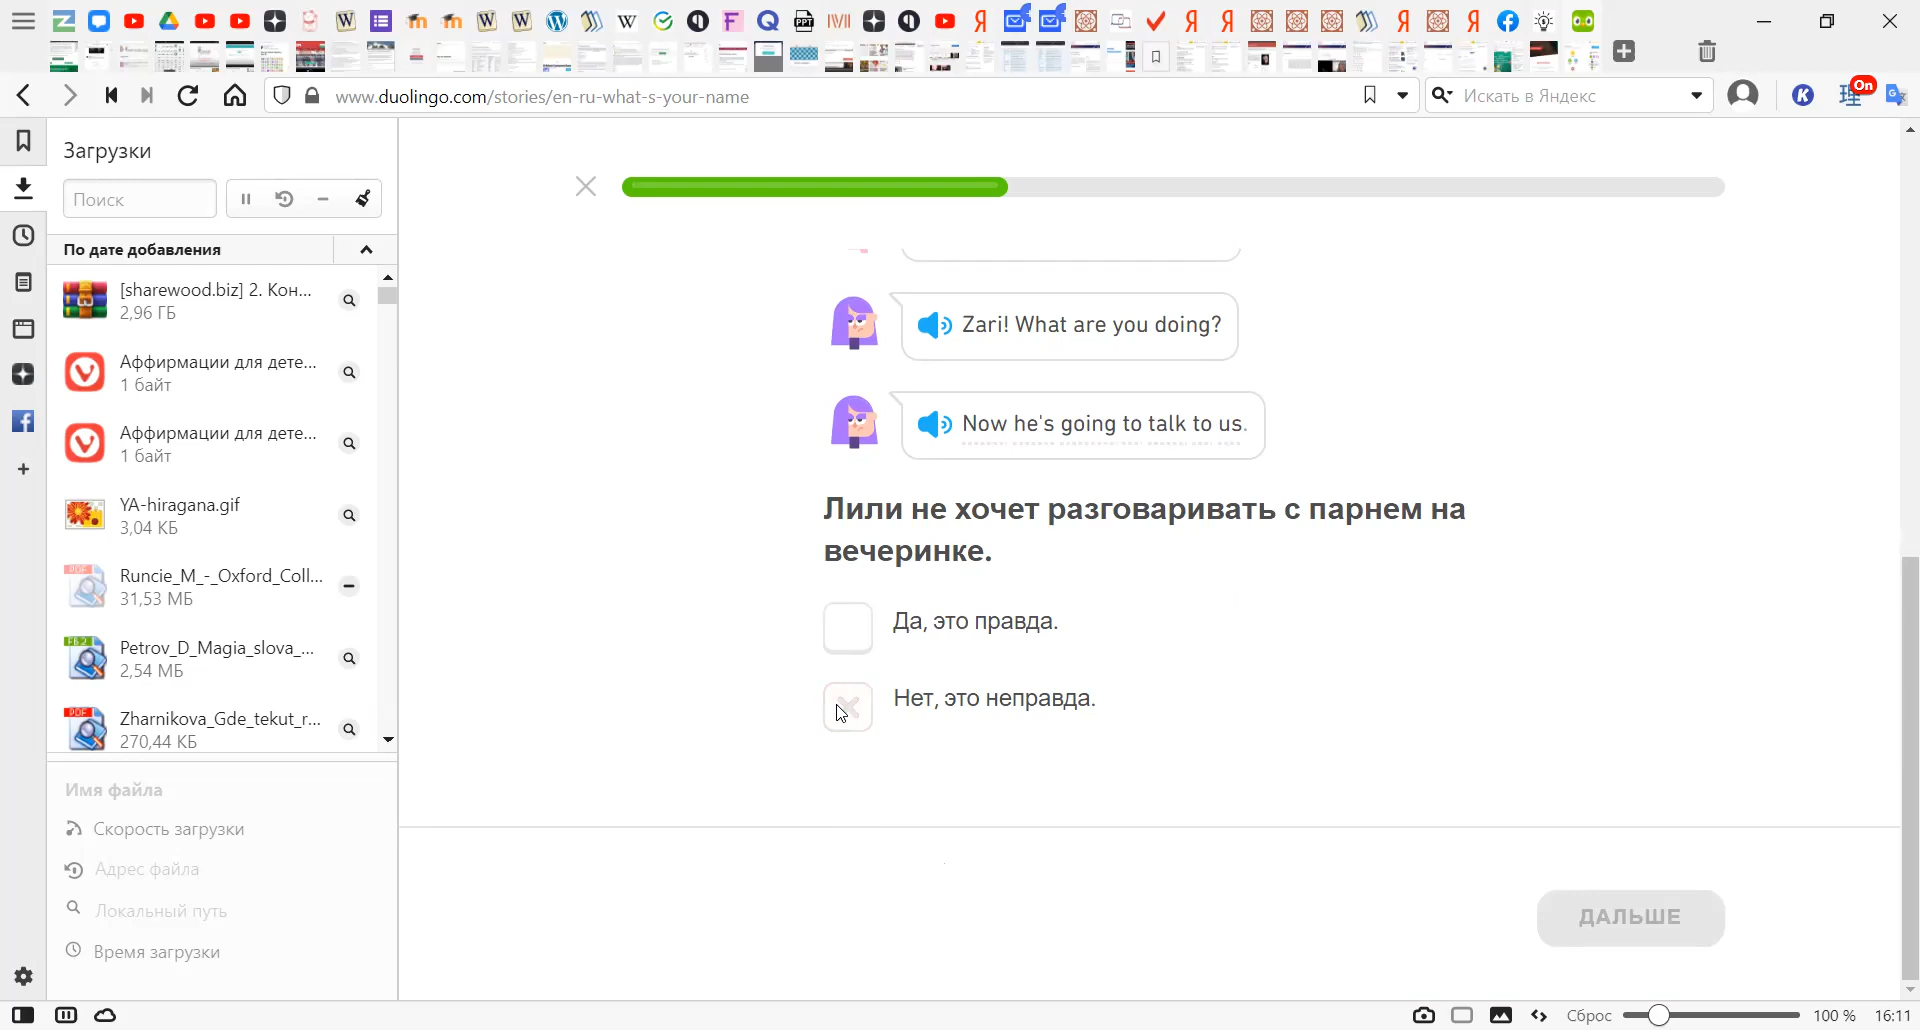 www.duolingo.com/stories/en-ru-what-s-your-name
Искать в Яндекс
On
Загрузки
Поиск
По дате добавления
[sharewood.biz] 2. Кон...
2,96 ГБ
Аффирмации для дете...
1 байт
Аффирмации для дете...
1 байт
YA-hiragana.gif
3,04 КБ
Runcie_M_-_Oxford_Coll...
31,53 МБ
Petrov_D_Magia_slova_...
2,54 МБ
Zharnikova_Gde_tekut_r...
270,44 КБ
Имя файла
Скорость загрузки
Адрес файла
Локальный путь
Время загрузки
Zari! What are you doing?
Now he's going to talk to us.
Лили не хочет разговаривать с парнем на
вечеринке.
Да, это правда.
Нет, это неправда.
ДАЛЬШЕ
Сброс
100 %
16:11